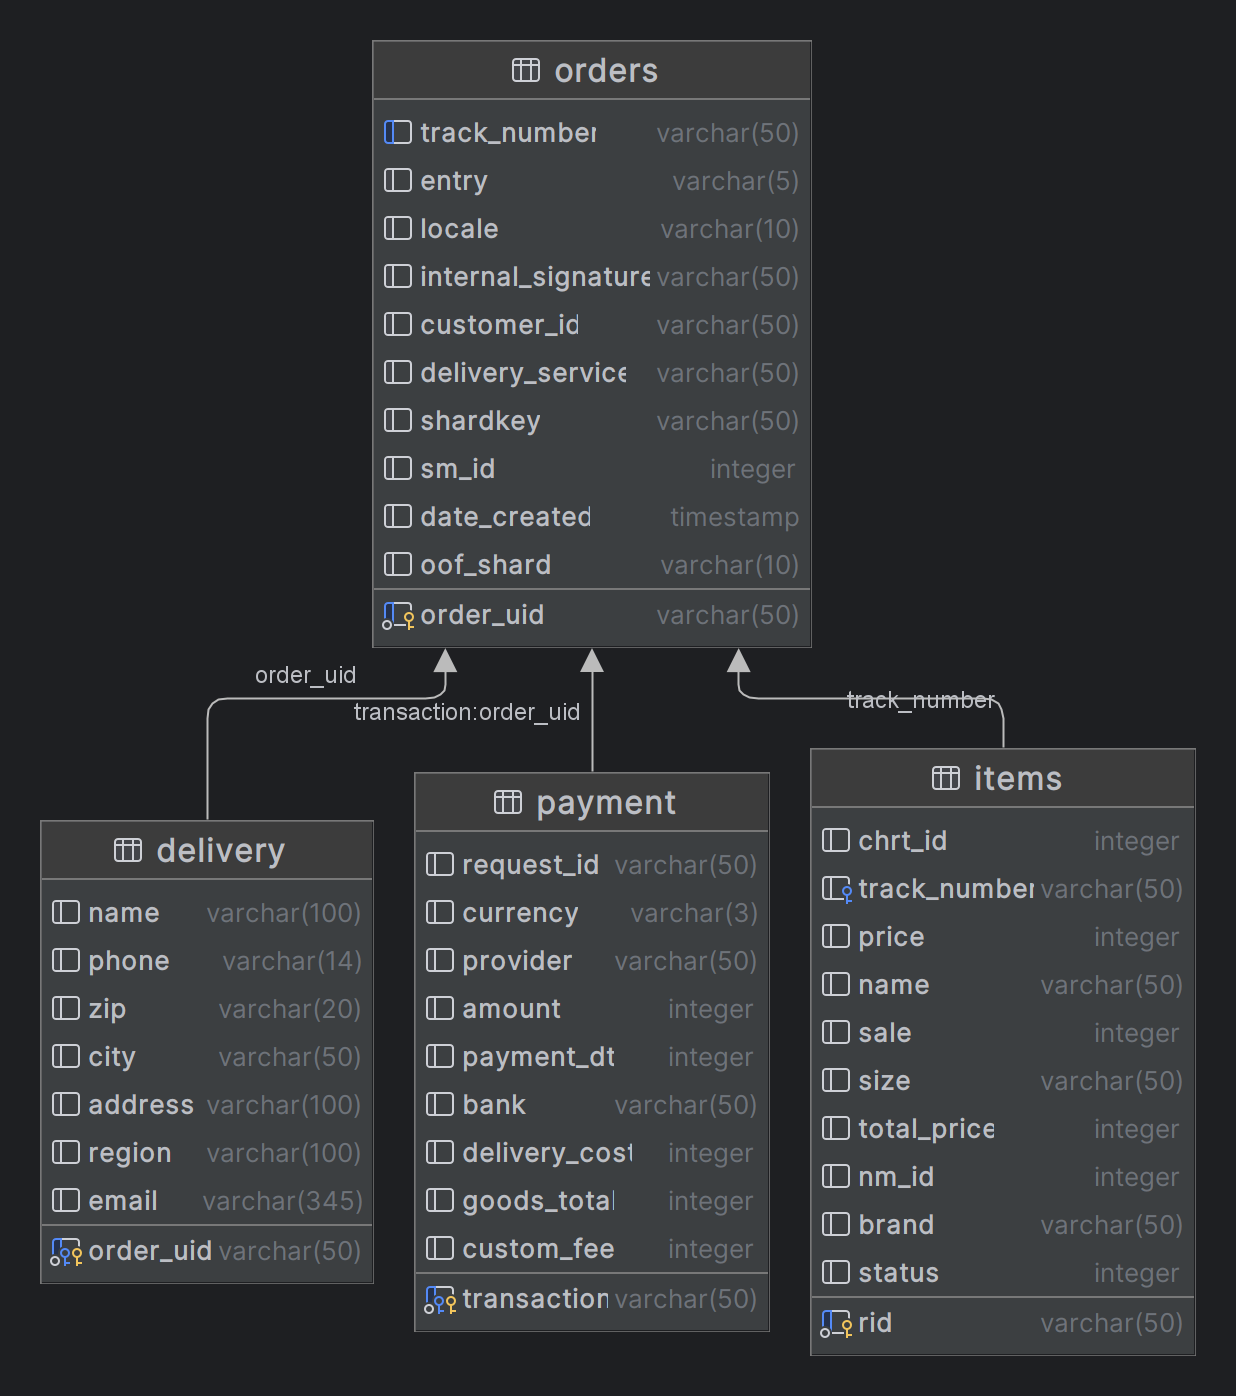 orders
track_number varchar(50)
entry varchar(5)
locale varchar(10)
internal_signature varchar(50)
customer_id varchar(50)
delivery_service varchar(50)
shardkey varchar(50)
sm_id integer
date_created timestamp
oof_shard varchar(10)
order_uid varchar(50)
order_uid
transaction:order_uid
track_number
delivery
name varchar(100)
phone varchar(14)
zip varchar(20)
city varchar(50)
address varchar(100)
region varchar(100)
email varchar(345)
order_uid varchar(50)
payment
request_id varchar(50)
currency varchar(3)
provider varchar(50)
amount integer
payment_dt integer
bank varchar(50)
delivery_cost integer
goods_total integer
custom_fee integer
transaction varchar(50)
items
chrt_id integer
track_number varchar(50)
price integer
name varchar(50)
sale integer
size varchar(50)
total_price integer
nm_id integer
brand varchar(50)
status integer
rid varchar(50)